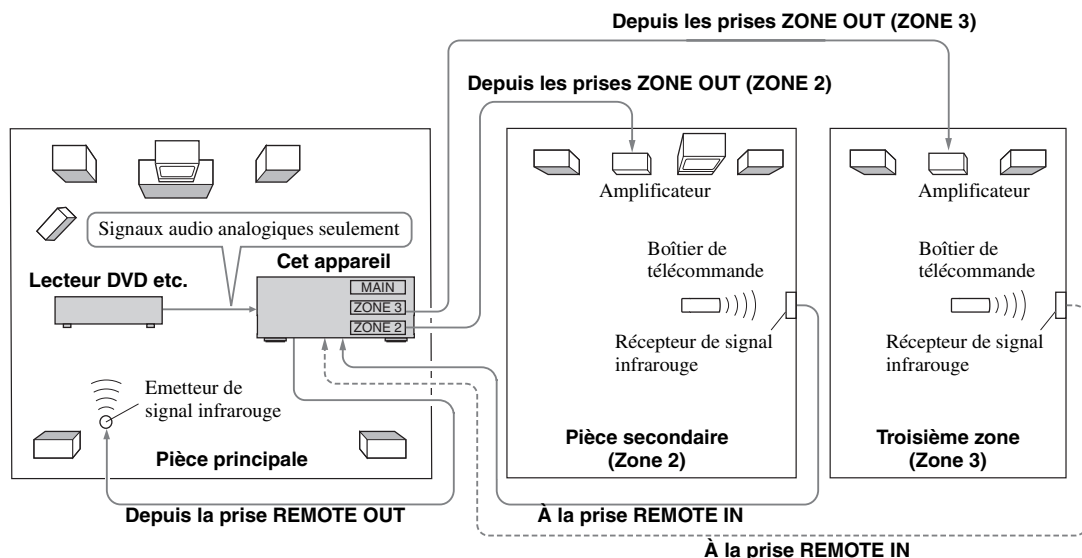 Depuis les prises ZONE OUT (ZONE 3)
Depuis les prises ZONE OUT (ZONE 2)
Signaux audio analogiques seulement
Lecteur DVD etc.
Cet appareil
MAIN
ZONE 3
ZONE 2
Emetteur de
signal infrarouge
Pièce principale
Depuis la prise REMOTE OUT
Amplificateur
Boîtier de
télécommande
Récepteur de signal
infrarouge
Pièce secondaire
(Zone 2)
À la prise REMOTE IN
Amplificateur
Boîtier de
télécommande
Récepteur de signal
infrarouge
Troisième zone
(Zone 3)
À la prise REMOTE IN